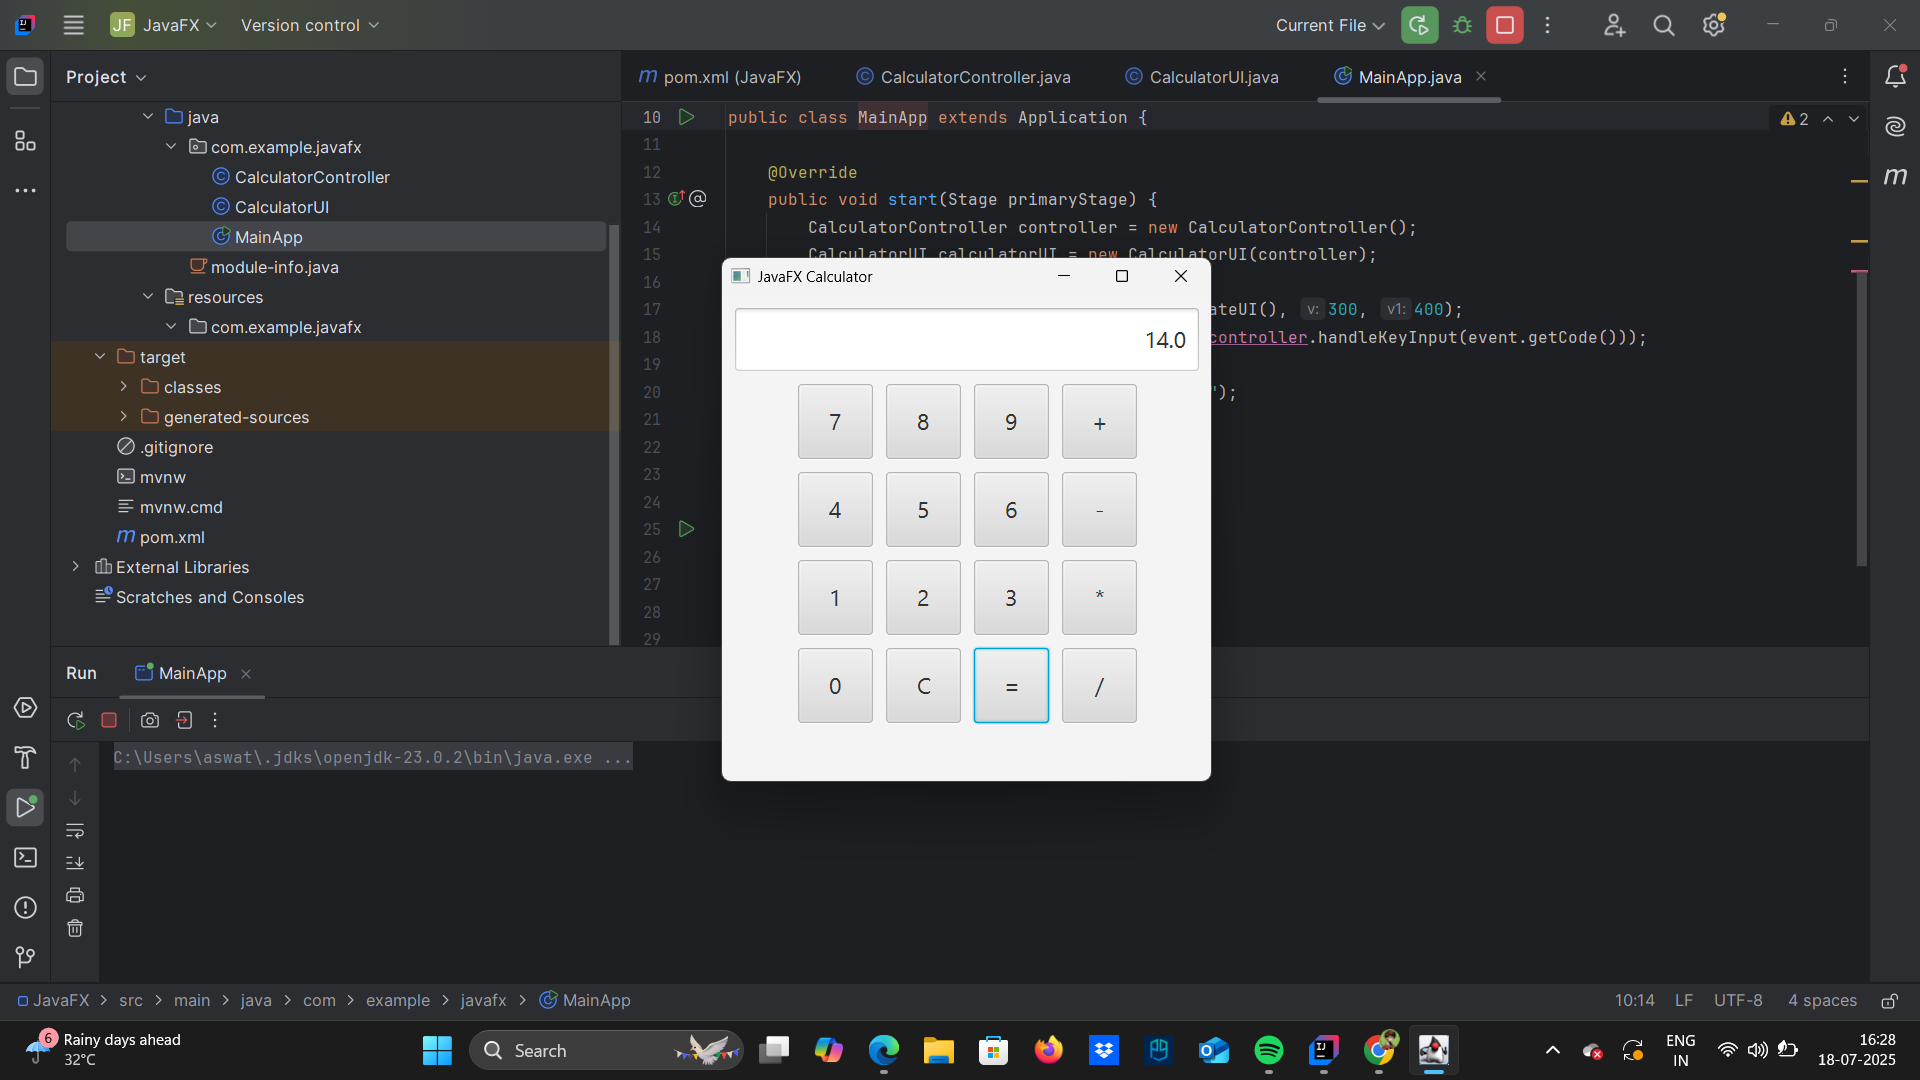 JF JavaFX Version control Current File
Project
pom.xml (JavaFX) CalculatorController.java CalculatorUI.java MainApp.java
java
com.example.javafx
CalculatorController
CalculatorUI
MainApp
module-info.java
resources
com.example.javafx
target
classes
generated-sources
.gitignore
mvnw
mvnw.cmd
pom.xml
External Libraries
Scratches and Consoles
10 public class MainApp extends Application {
2
11
12 @Override
13 public void start(Stage primaryStage) {
14 CalculatorController controller = new CalculatorController();
15 CalculatorUI calculatorUI = new CalculatorUI(controller);
16
17 ateUI(), v: 300, v1: 400);
18 controller.handleKeyInput(event.getCode()));
19
20 ");
21
22
23
24
25
26
27
28
29
JavaFX Calculator
14.0
7 8 9 +
4 5 6 -
1 2 3 *
0 C = /
Run MainApp
C:\Users\aswat\.jdks\openjdk-23.0.2\bin\java.exe ...
JavaFX > src > main > java > com > example > javafx > MainApp
10:14 LF UTF-8 4 spaces
6
Rainy days ahead
32°C
Search
ENG
IN
16:28
18-07-2025